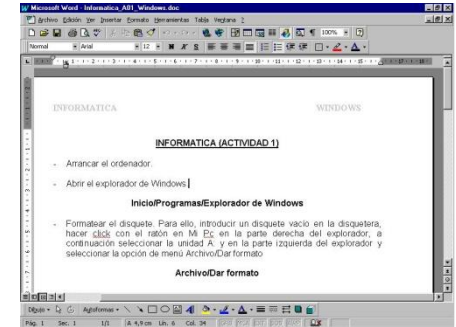 Microsoft Word - Informatica_A01_Windows.doc
Archivo Edición Ver Insertar Formato Herramientas Tabla Ventana ?
100%
Normal Arial 12 N K S
INFORMATICA WINDOWS
INFORMATICA (ACTIVIDAD 1)
- Arrancar el ordenador.
- Abrir el explorador de Windows
Inicio/Programas/Explorador de Windows
- Formatear el disquete. Para ello, introducir un disquete vacío en la disquetera,
hacer click con el ratón en Mi Pc en la parte derecha del explorador, a
continuación seleccionar la unidad A: y en la parte izquierda del explorador y
seleccionar la opción de menú Archivo/Dar formato
Archivo/Dar formato
Dibujo Autoformas
Pág. 1 Sec. 1 1/1 A 4,9 cm Lín. 6 Col. 34